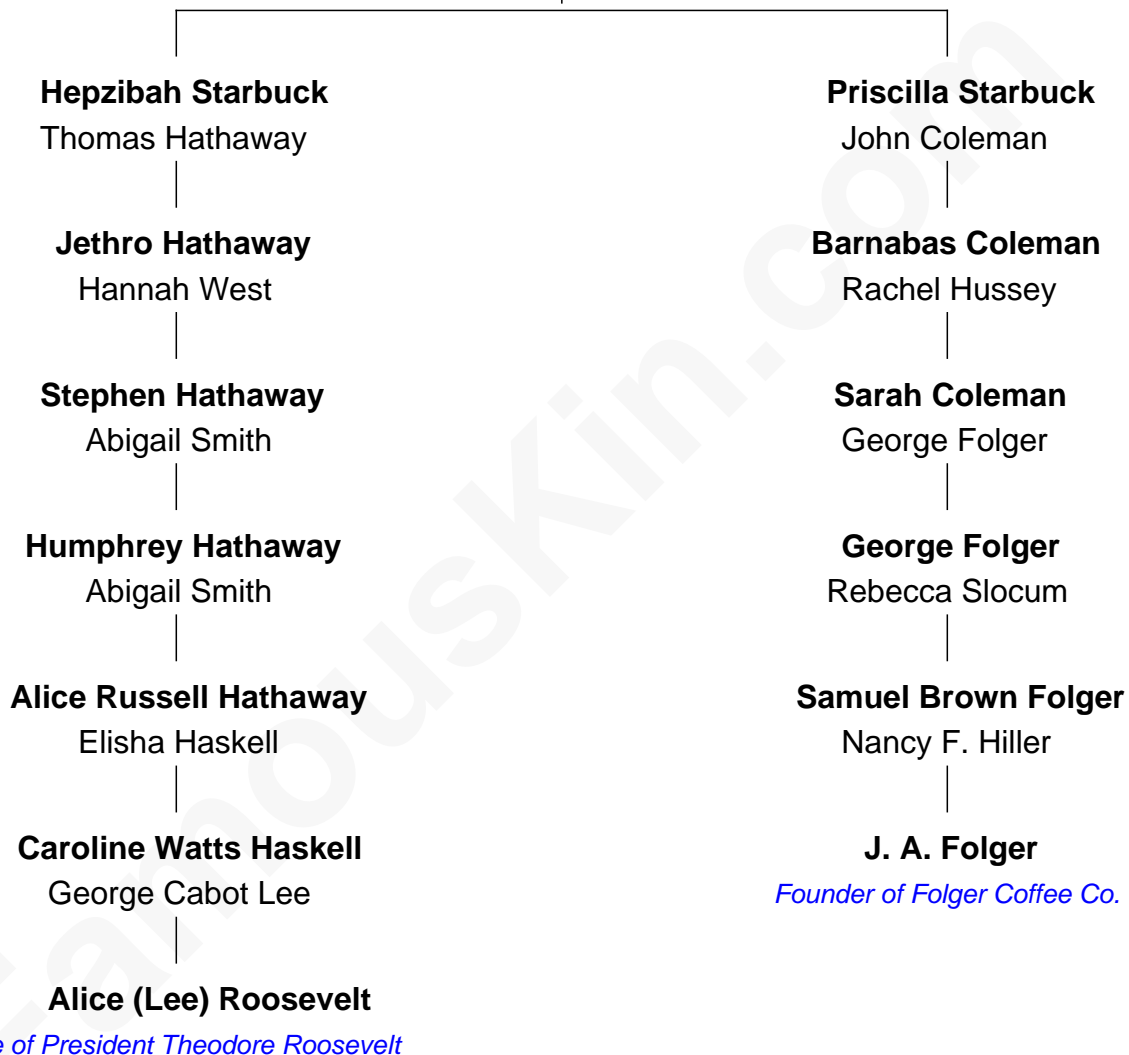 Hepzibah Starbuck
Thomas Hathaway
Priscilla Starbuck
John Coleman
Jethro Hathaway
Hannah West
Barnabas Coleman
Rachel Hussey
Stephen Hathaway
Abigail Smith
Sarah Coleman
George Folger
Humphrey Hathaway
Abigail Smith
George Folger
Rebecca Slocum
Alice Russell Hathaway
Elisha Haskell
Samuel Brown Folger
Nancy F. Hiller
Caroline Watts Haskell
George Cabot Lee
J. A. Folger
Founder of Folger Coffee Co.
Alice (Lee) Roosevelt
e of President Theodore Roosevelt
FamousKin.com